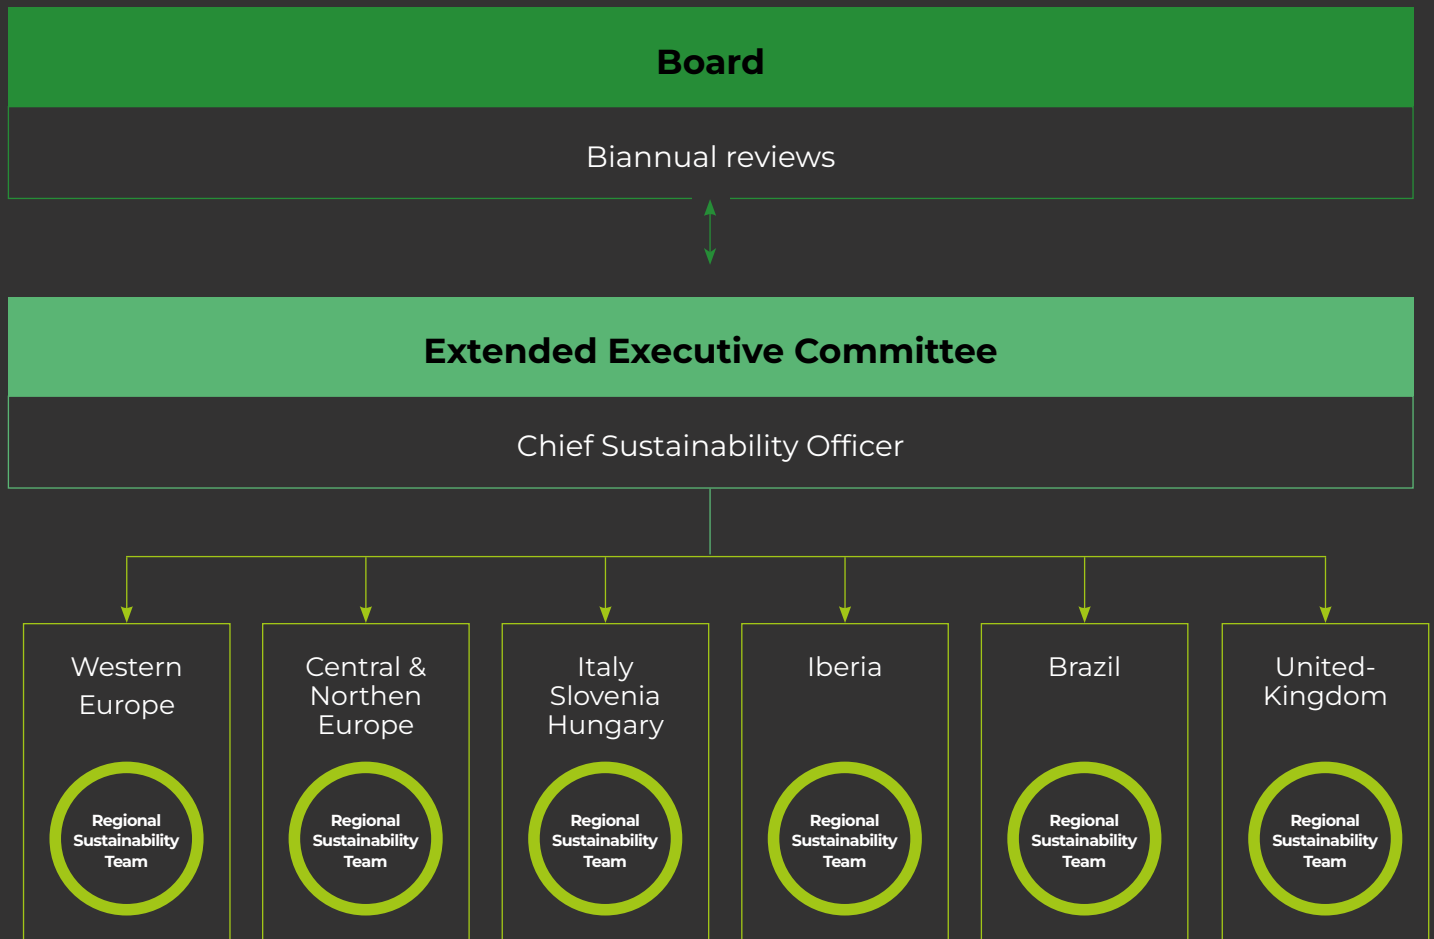 Board
Biannual reviews
Extended Executive Committee
Chief Sustainability Officer
Western
Europe
Central &
Northen
Europe
Italy
Slovenia
Hungary
Iberia
Brazil
United-
Kingdom
Regional
Sustainability
Team
Regional
Sustainability
Team
Regional
Sustainability
Team
Regional
Sustainability
Team
Regional
Sustainability
Team
Regional
Sustainability
Team